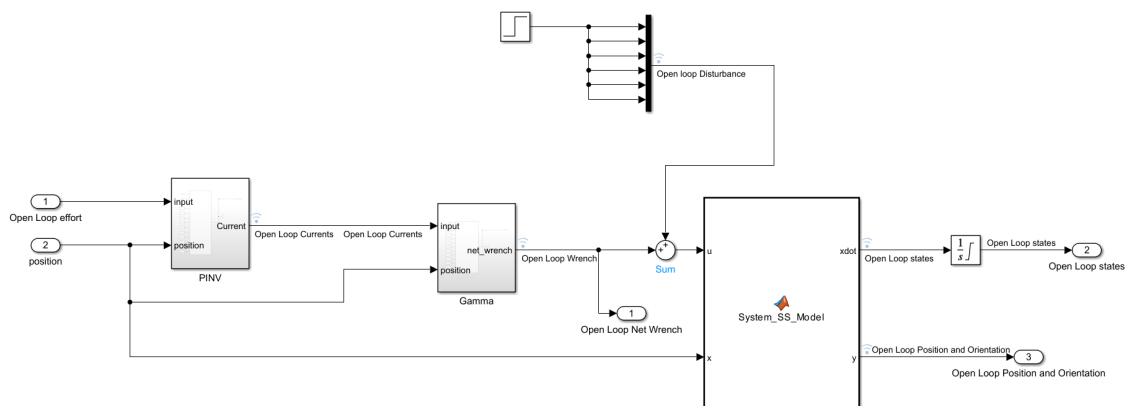 Open loop Disturbance
1
Open Loop effort
2
position
input
position
Current
PINV
Open Loop Currents
Open Loop Currents
input
position
net_wrench
Gamma
Open Loop Wrench
1
Open Loop Net Wrench
+
+
Sum
u
x
System_SS_Model
xdot
y
Open Loop states
1
s
Open Loop states
2
Open Loop states
Open Loop Position and Orientation
3
Open Loop Position and Orientation